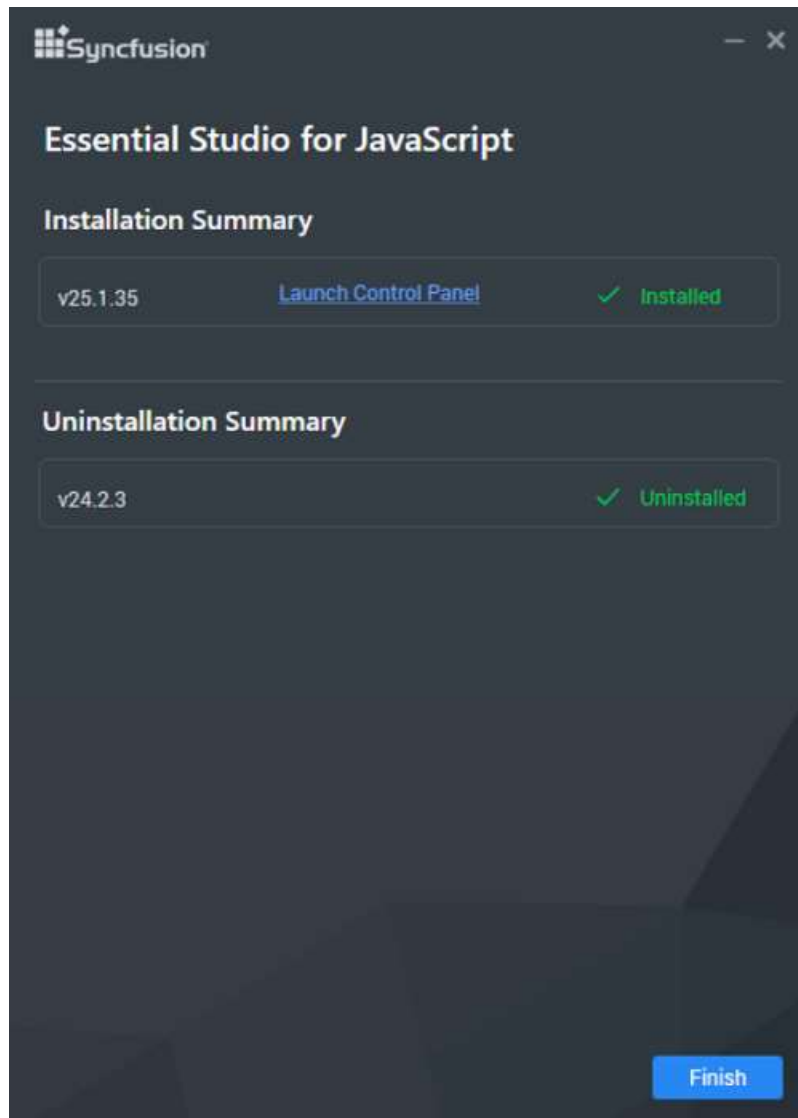 Syncfusion
Essential Studio for JavaScript
Installation Summary
v25.1.35 Launch Control Panel Installed
Uninstallation Summary
v24.2.3 Uninstalled
Finish